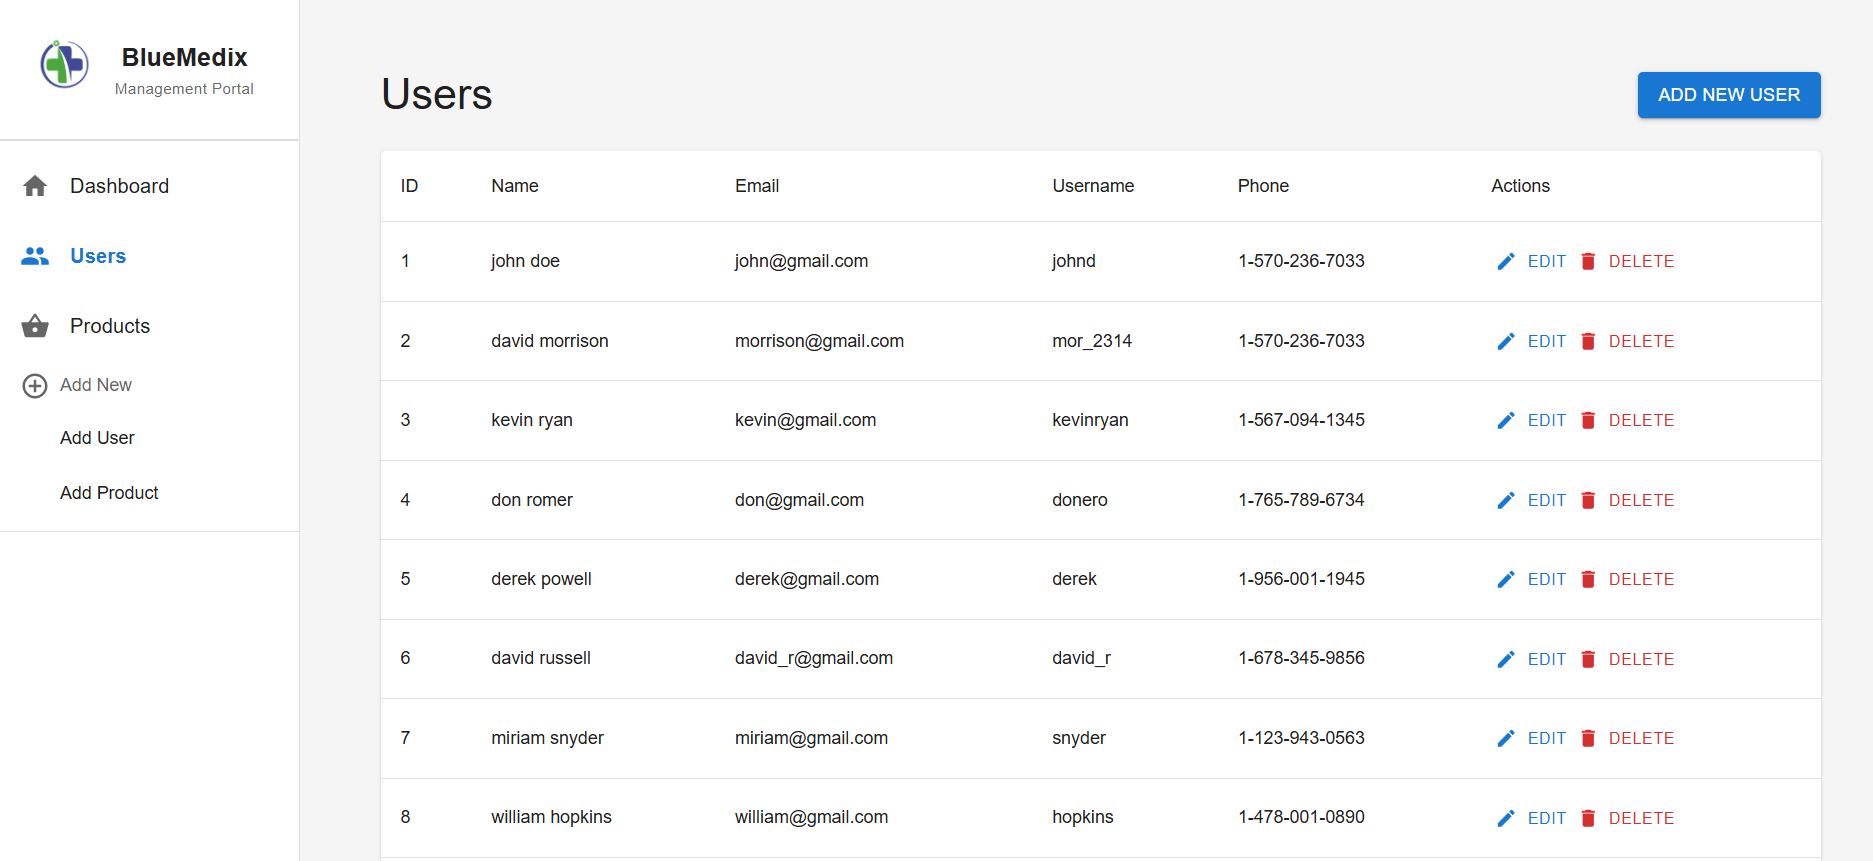 BlueMedix
Management Portal
Dashboard
Users
Products
Add New
Add User
Add Product
Users
ADD NEW USER
ID Name Email Username Phone Actions
1 john doe john@gmail.com johnd 1-570-236-7033 EDIT DELETE
2 david morrison morrison@gmail.com mor_2314 1-570-236-7033 EDIT DELETE
3 kevin ryan kevin@gmail.com kevinryan 1-567-094-1345 EDIT DELETE
4 don romer don@gmail.com donero 1-765-789-6734 EDIT DELETE
5 derek powell derek@gmail.com derek 1-956-001-1945 EDIT DELETE
6 david russell david_r@gmail.com david_r 1-678-345-9856 EDIT DELETE
7 miriam snyder miriam@gmail.com snyder 1-123-943-0563 EDIT DELETE
8 william hopkins william@gmail.com hopkins 1-478-001-0890 EDIT DELETE